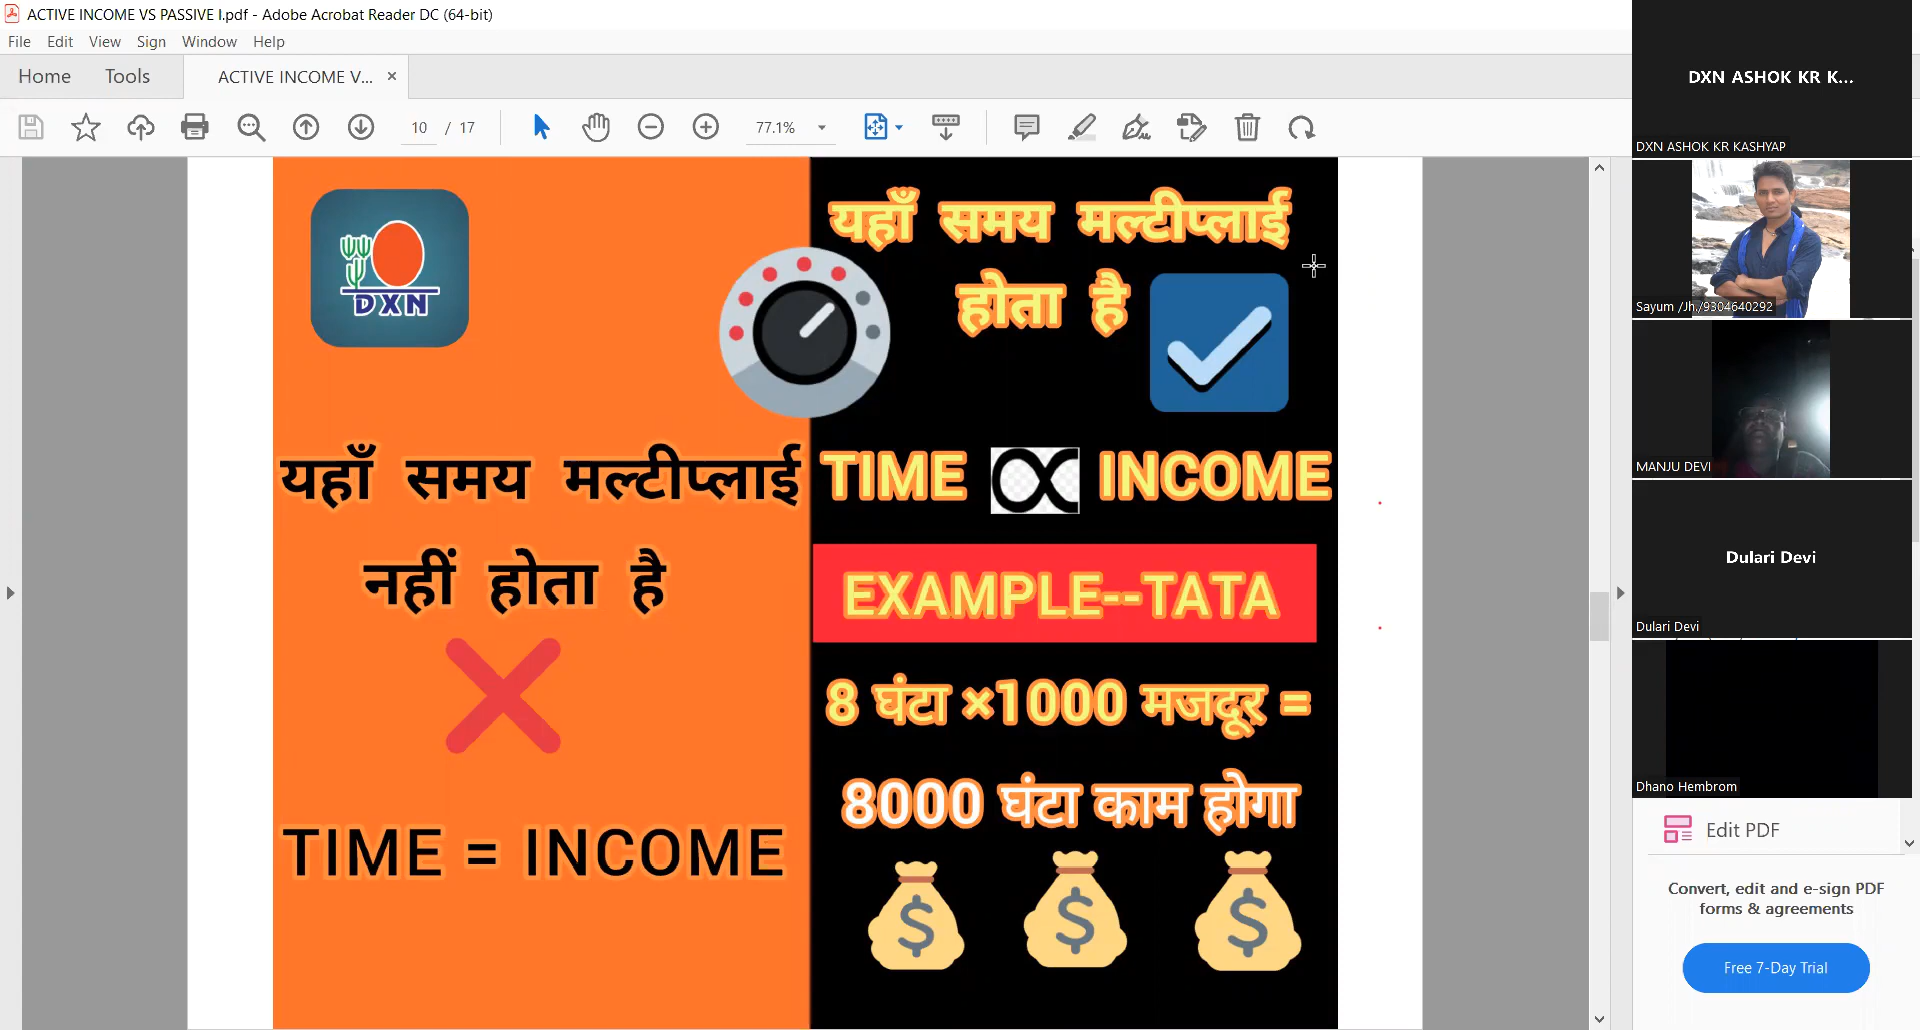 ACTIVE INCOME VS PASSIVE I.pdf - Adobe Acrobat Reader DC (64-bit)
File Edit View Sign Window Help
Home Tools ACTIVE INCOME V... ×
10 / 17 77.1%
DXN
यहाँ समय मल्टीप्लाई
नहीं होता है
TIME = INCOME
यहाँ समय मल्टीप्लाई
होता है
TIME ∝ INCOME
EXAMPLE--TATA
8 घंटा ×1000 मजदूर =
8000 घंटा काम होगा
$ $ $
DXN ASHOK KR K...
DXN ASHOK KR KASHYAP
Sayum /Jh./9304640292
MANJU DEVI
Dulari Devi
Dulari Devi
Dhano Hembrom
Edit PDF
Convert, edit and e-sign PDF
forms & agreements
Free 7-Day Trial